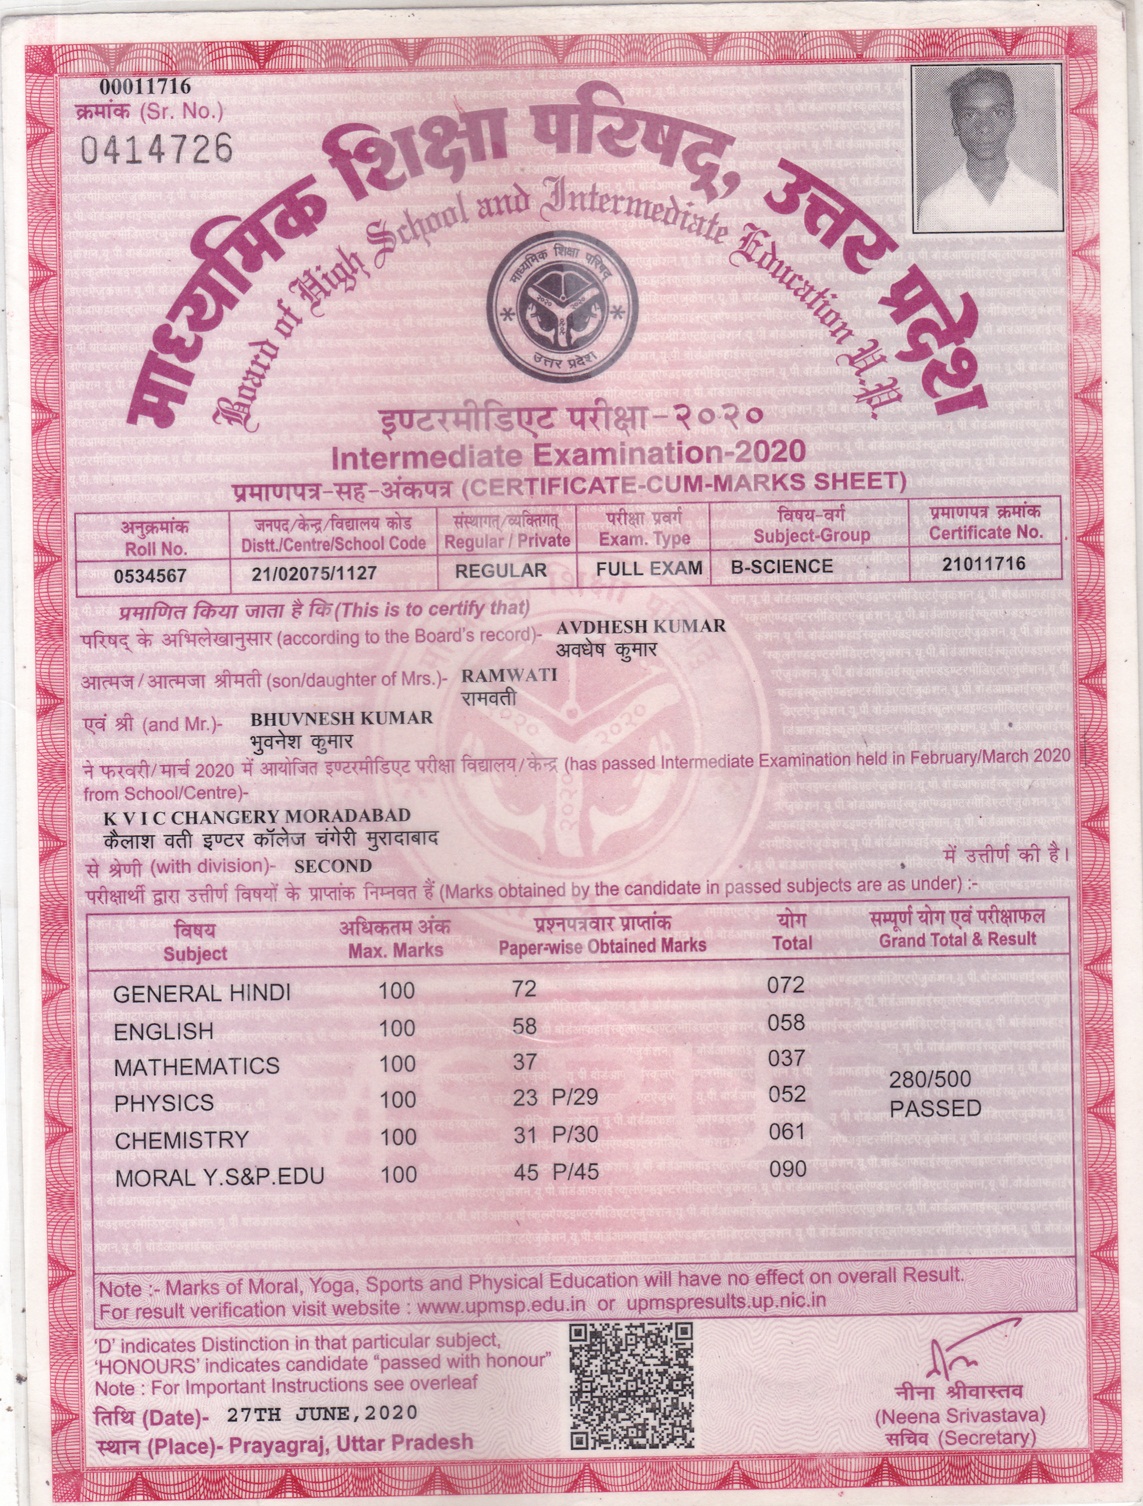 00011716
क्रमांक (Sr. No.)
0414726
माध्यमिक शिक्षा परिषद्, उत्तर प्रदेश
Board of High School and Intermediate Education U.P.
माध्यमिक शिक्षा परिषद्
उत्तर प्रदेश
इण्टरमीडिएट परीक्षा-२०२०
Intermediate Examination-2020
प्रमाणपत्र-सह-अंकपत्र (CERTIFICATE-CUM-MARKS SHEET)
अनुक्रमांक जनपद/केन्द्र/विद्यालय कोड संस्थागत्/व्यक्तिगत् परीक्षा प्रवर्ग विषय-वर्ग प्रमाणपत्र क्रमांक
Roll No. Distt./Centre/School Code Regular / Private Exam. Type Subject-Group Certificate No.
0534567 21/02075/1127 REGULAR FULL EXAM B-SCIENCE 21011716
प्रमाणित किया जाता है कि (This is to certify that)
परिषद् के अभिलेखानुसार (according to the Board's record)- AVDHESH KUMAR
अवधेष कुमार
आत्मज/आत्मजा श्रीमती (son/daughter of Mrs.)- RAMWATI
रामवती
एवं श्री (and Mr.)- BHUVNESH KUMAR
भुवनेश कुमार
ने फरवरी/मार्च 2020 में आयोजित इण्टरमीडिएट परीक्षा विद्यालय/केन्द्र (has passed Intermediate Examination held in February/March 2020
from School/Centre)-
K V I C CHANGERY MORADABAD
कैलाश वती इण्टर कॉलेज चंगेरी मुरादाबाद
से श्रेणी (with division)- SECOND में उत्तीर्ण की है।
परीक्षार्थी द्वारा उत्तीर्ण विषयों के प्राप्तांक निम्नवत हैं (Marks obtained by the candidate in passed subjects are as under) :-
विषय अधिकतम अंक प्रश्नपत्रवार प्राप्तांक योग सम्पूर्ण योग एवं परीक्षाफल
Subject Max. Marks Paper-wise Obtained Marks Total Grand Total & Result
GENERAL HINDI 100 72 072
ENGLISH 100 58 058
MATHEMATICS 100 37 037
280/500
PHYSICS 100 23 P/29 052
PASSED
CHEMISTRY 100 31 P/30 061
MORAL Y.S&P.EDU 100 45 P/45 090
Note :- Marks of Moral, Yoga, Sports and Physical Education will have no effect on overall Result.
For result verification visit website : www.upmsp.edu.in or upmspresults.up.nic.in
'D' indicates Distinction in that particular subject,
'HONOURS' indicates candidate "passed with honour"
Note : For Important Instructions see overleaf
तिथि (Date)- 27TH JUNE,2020
स्थान (Place)- Prayagraj, Uttar Pradesh
नीना श्रीवास्तव
(Neena Srivastava)
सचिव (Secretary)